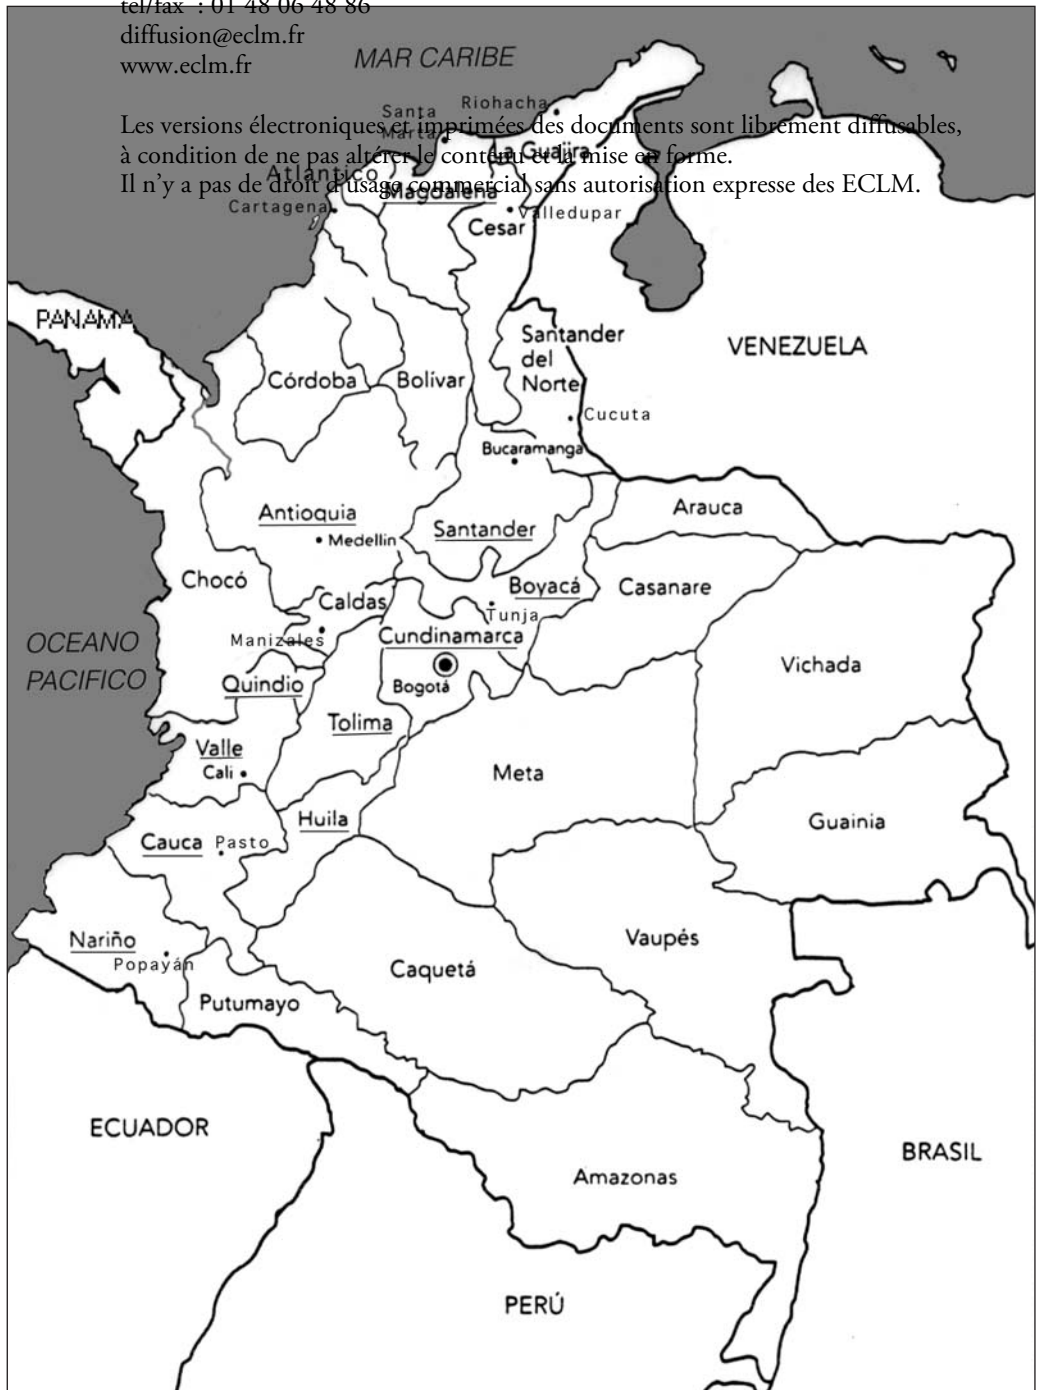 tel/fax : 01 48 06 48 86
diffusion@eclm.fr
www.eclm.fr
MAR CARIBE
Riohacha
Santa
Marta
Les versions électroniques et imprimées des documents sont librement diffusables,
à condition de ne pas altérer le contenu et la mise en forme.
Il n'y a pas de droit d'usage commercial sans autorisation expresse des ECLM.
La Guajira
Atlántico
Magdalena
Cartagena
Valledupar
Cesar
PANAMA
Santander
del
Norte
VENEZUELA
Córdoba
Bolívar
Cucuta
Bucaramanga
Antioquia
Medellin
Santander
Arauca
Chocó
Caldas
Boyacá
Casanare
Tunja
Manizales
Cundinamarca
OCEANO
PACIFICO
Bogotá
Vichada
Quindio
Tolima
Valle
Cali
Meta
Huila
Guainia
Cauca
Pasto
Nariño
Popayán
Vaupés
Caquetá
Putumayo
ECUADOR
BRASIL
Amazonas
PERÚ